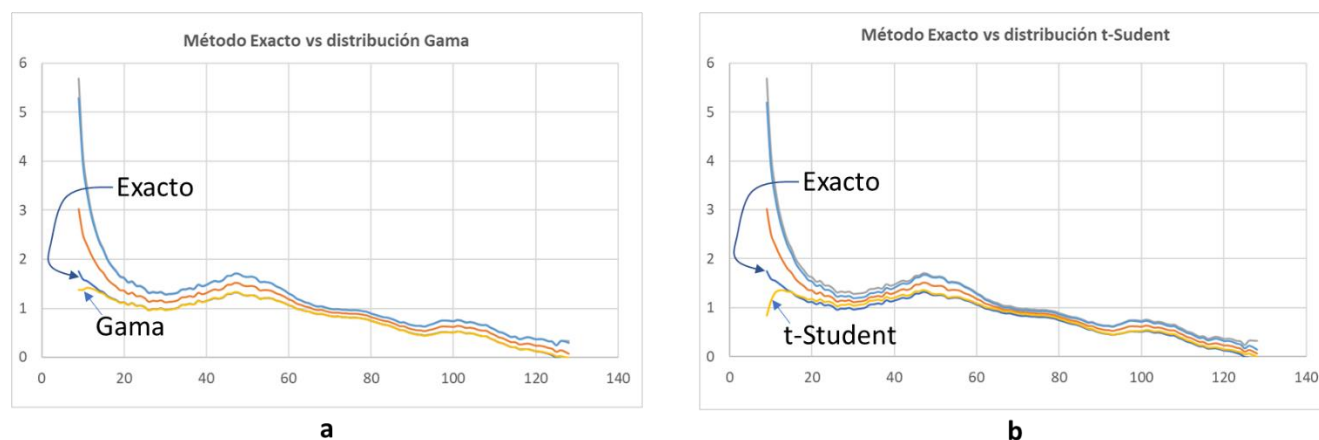 Método Exacto vs distribución Gama
6
5
4
3
2
1
0
0 20 40 60 80 100 120 140
Exacto
Gama
a
Método Exacto vs distribución t-Sudent
6
5
4
3
2
1
0
0 20 40 60 80 100 120 140
Exacto
t-Student
b